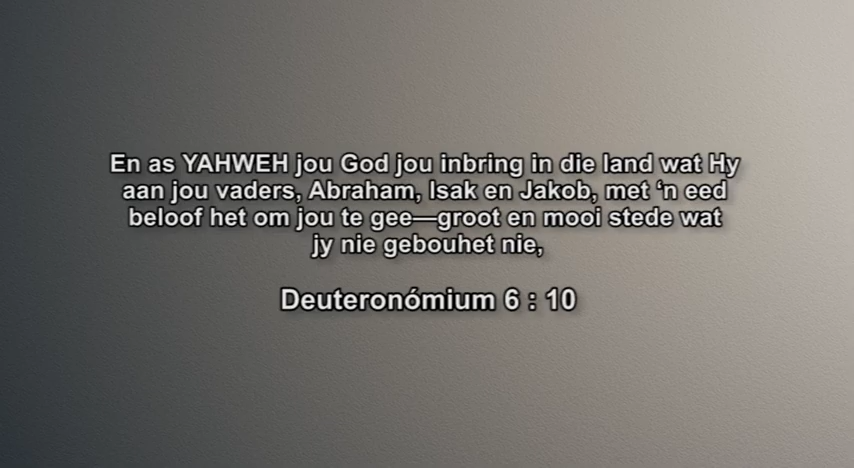 En as YAHWEH jou God jou inbring in die land wat Hy
aan jou vaders, Abraham, Isak en Jakob, met ‘n eed
beloof het om jou te gee—groot en mooi stede wat
jy nie gebouhet nie,
Deuteronómium 6 : 10